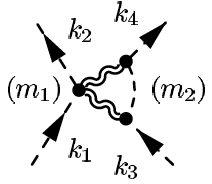 k₂ k₄
(m₁) (m₂)
k₁ k₃